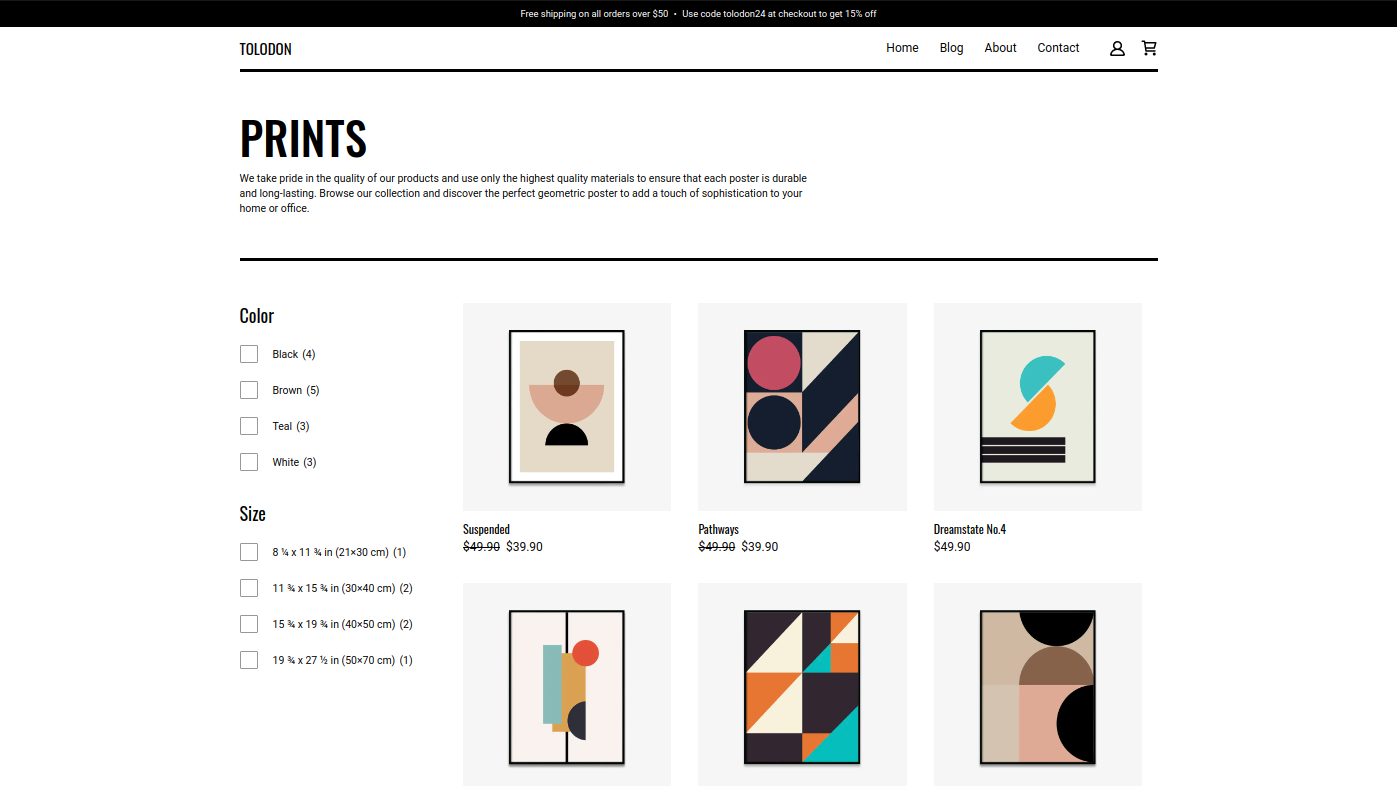 Free shipping on all orders over $50 • Use code tolodon24 at checkout to get 15% off
TOLODON
Home Blog About Contact
PRINTS
We take pride in the quality of our products and use only the highest quality materials to ensure that each poster is durable
and long-lasting. Browse our collection and discover the perfect geometric poster to add a touch of sophistication to your
home or office.
Color
Black (4)
Brown (5)
Teal (3)
White (3)
Size
8 ¼ x 11 ¾ in (21×30 cm) (1)
11 ¾ x 15 ¾ in (30×40 cm) (2)
15 ¾ x 19 ¾ in (40×50 cm) (2)
19 ¾ x 27 ½ in (50×70 cm) (1)
Suspended
$49.90 $39.90
Pathways
$49.90 $39.90
Dreamstate No.4
$49.90